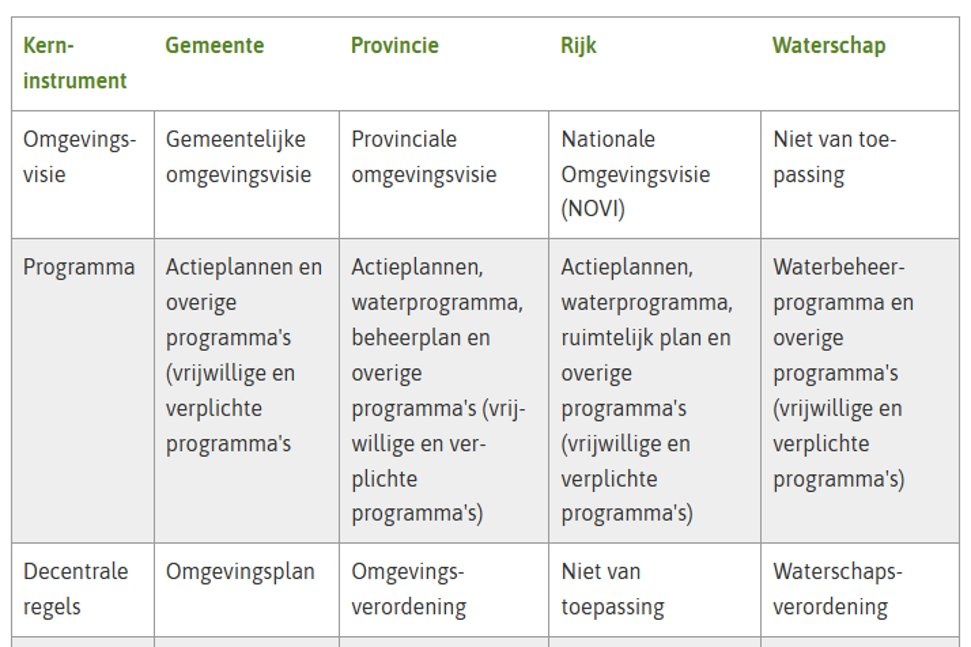 Kern-
instrument
Gemeente
Provincie
Rijk
Waterschap
Omgevings-
visie
Gemeentelijke
omgevingsvisie
Provinciale
omgevingsvisie
Nationale
Omgevingsvisie
(NOVI)
Niet van toe-
passing
Programma
Actieplannen en
overige
programma's
(vrijwillige en
verplichte
programma's
Actieplannen,
waterprogramma,
beheerplan en
overige
programma's (vrij-
willige en ver-
plichte
programma's)
Actieplannen,
waterprogramma,
ruimtelijk plan en
overige
programma's
(vrijwillige en
verplichte
programma's)
Waterbeheer-
programma en
overige
programma's
(vrijwillige en
verplichte
programma's)
Decentrale
regels
Omgevingsplan
Omgevings-
verordening
Niet van
toepassing
Waterschaps-
verordening